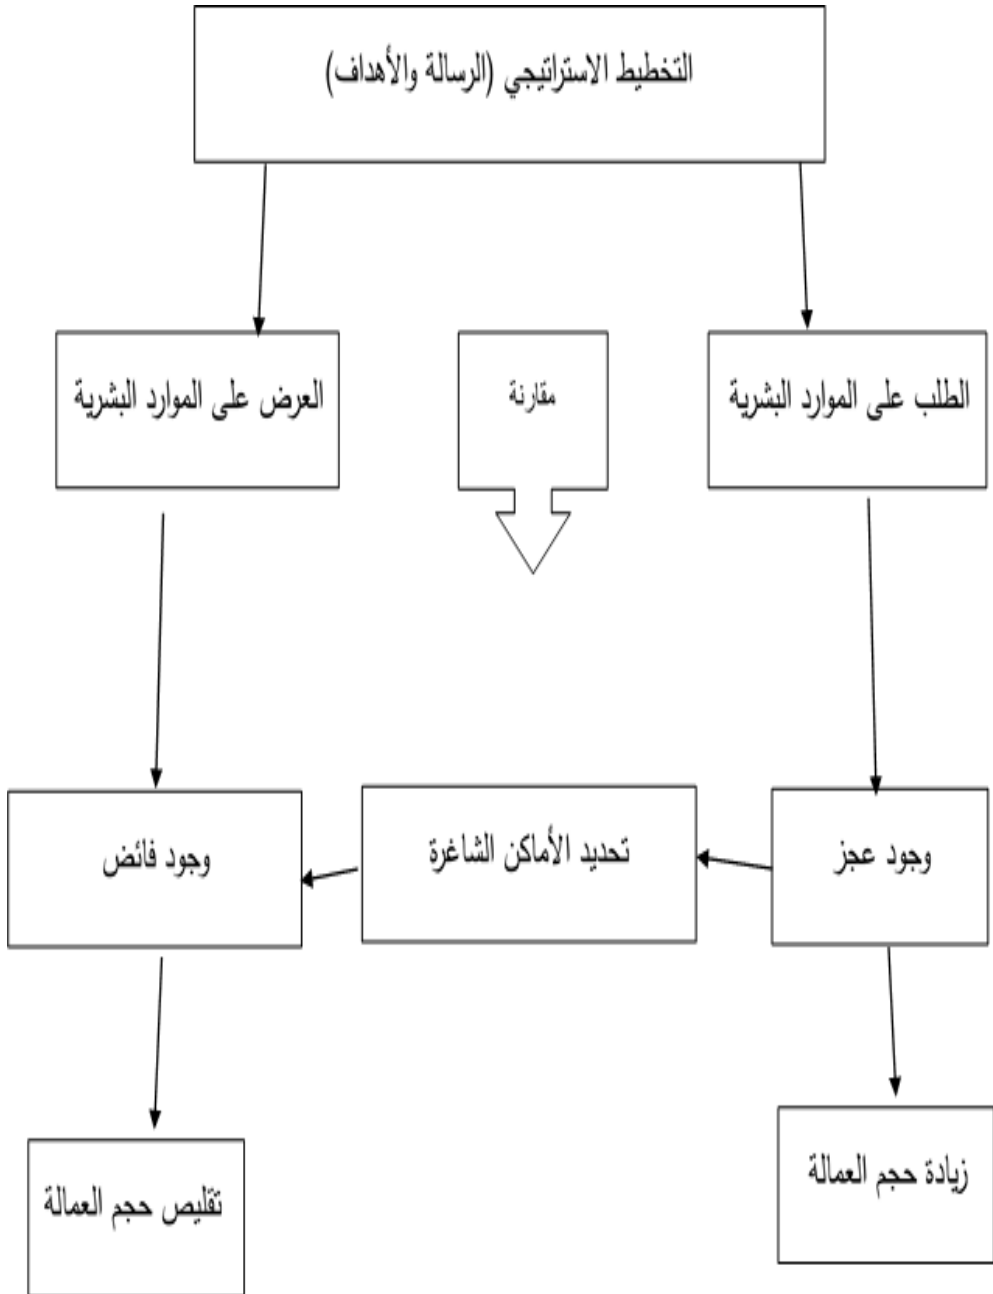 التخطيط الاستراتيجي (الرسالة والأهداف)
الطلب على الموارد البشرية
مقارنة
العرض على الموارد البشرية
وجود عجز
تحديد الأماكن الشاغرة
وجود فائض
زيادة حجم العمالة
تقليص حجم العمالة